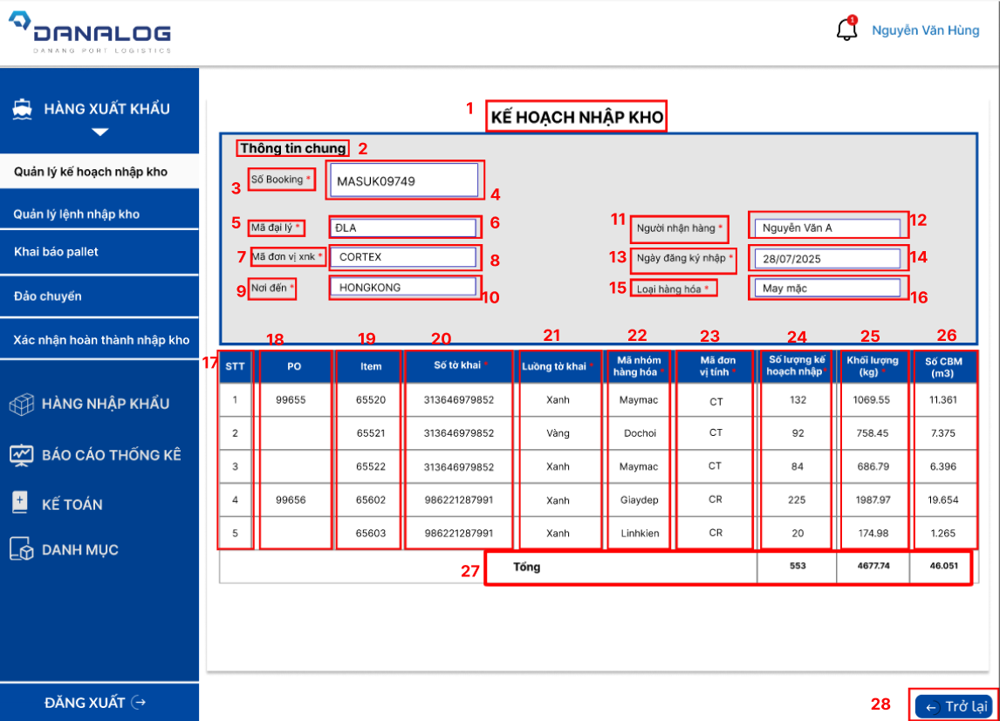 DANALOG
DANANG PORT LOGISTICS
1
Nguyễn Văn Hùng
HÀNG XUẤT KHẨU
Quản lý kế hoạch nhập kho
Quản lý lệnh nhập kho
Khai báo pallet
Đảo chuyển
Xác nhận hoàn thành nhập kho
HÀNG NHẬP KHẨU
BÁO CÁO THỐNG KÊ
KẾ TOÁN
DANH MỤC
ĐĂNG XUẤT
1 KẾ HOẠCH NHẬP KHO
Thông tin chung 2
3 Số Booking * MASUK09749 4
5 Mã đại lý * ĐLA 6
7 Mã đơn vị xnk * CORTEX 8
9 Nơi đến * HONGKONG 10
11 Người nhận hàng * Nguyễn Văn A 12
13 Ngày đăng ký nhập * 28/07/2025 14
15 Loại hàng hóa * May mặc 16
17 18 19 20 21 22 23 24 25 26
STT PO Item Số tờ khai * Luồng tờ khai * Mã nhóm hàng hóa * Mã đơn vị tính * Số lượng kế hoạch nhập * Khối lượng (kg) * Số CBM (m3)
1 99655 65520 313646979852 Xanh Maymac CT 132 1069.55 11.361
2 65521 313646979852 Vàng Dochoi CT 92 758.45 7.375
3 65522 313646979852 Xanh Maymac CT 84 686.79 6.396
4 99656 65602 986221287991 Xanh Giaydep CR 225 1987.97 19.654
5 65603 986221287991 Xanh Linhkien CR 20 174.98 1.265
27 Tổng 553 4677.74 46.051
28 Trở lại